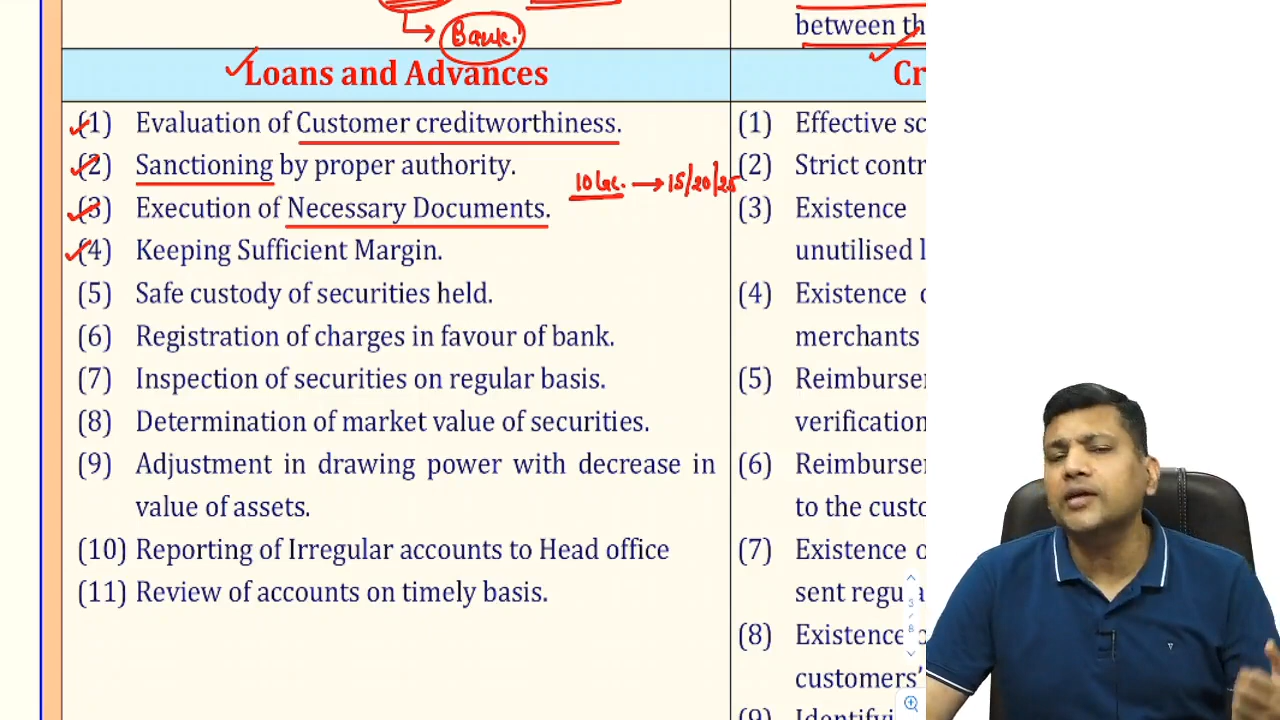 Bank
between th
Loans and Advances
Cr
(1) Evaluation of Customer creditworthiness.
(2) Sanctioning by proper authority.
10 lac. → 15/20/25
(3) Execution of Necessary Documents.
(4) Keeping Sufficient Margin.
(5) Safe custody of securities held.
(6) Registration of charges in favour of bank.
(7) Inspection of securities on regular basis.
(8) Determination of market value of securities.
(9) Adjustment in drawing power with decrease in
value of assets.
(10) Reporting of Irregular accounts to Head office
(11) Review of accounts on timely basis.
(1) Effective sc
(2) Strict contr
(3) Existence
unutilised l
(4) Existence
merchants
(5) Reimburser
verification
(6) Reimburser
to the custo
(7) Existence o
sent regula
(8) Existence
customers'
(9) Identifyi